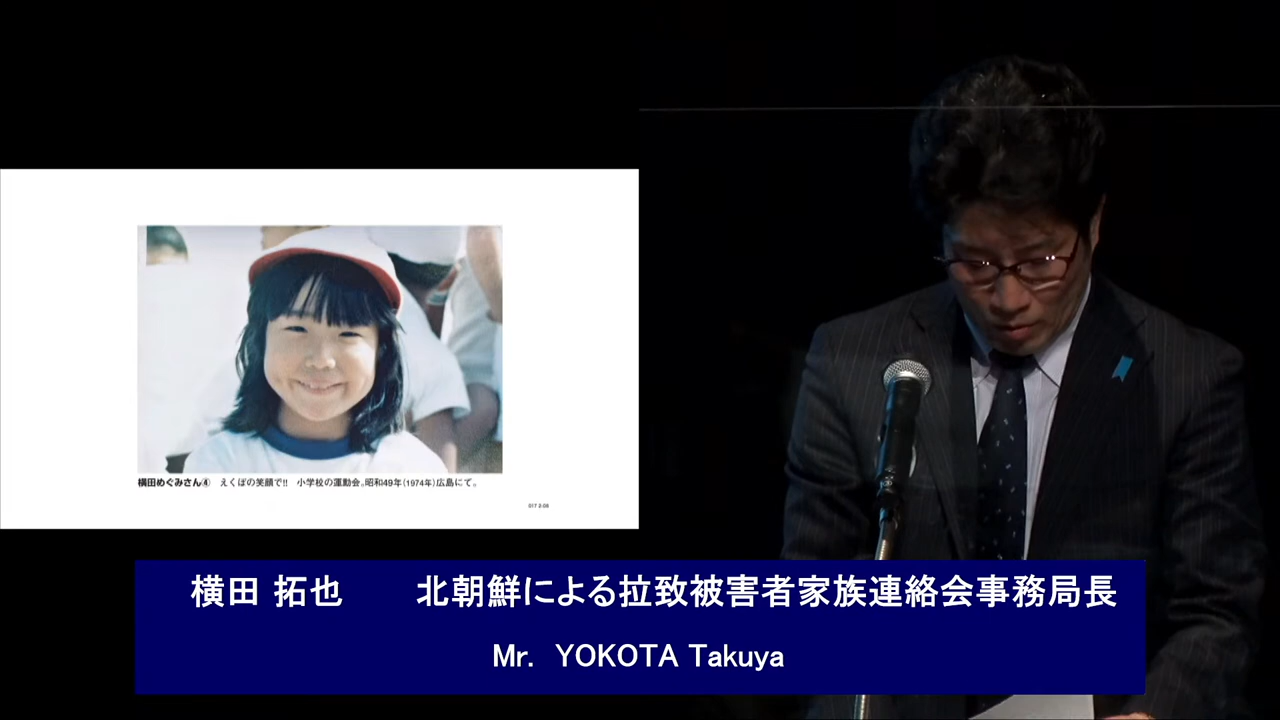 横田めぐみさん④ えくぼの笑顔で!! 小学校の運動会。昭和49年(1974年)広島にて。
017 2-06
横田 拓也 北朝鮮による拉致被害者家族連絡会事務局長
Mr. YOKOTA Takuya